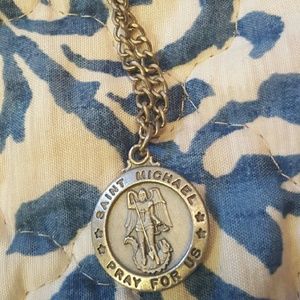 SAINT MICHAEL
PRAY FOR US